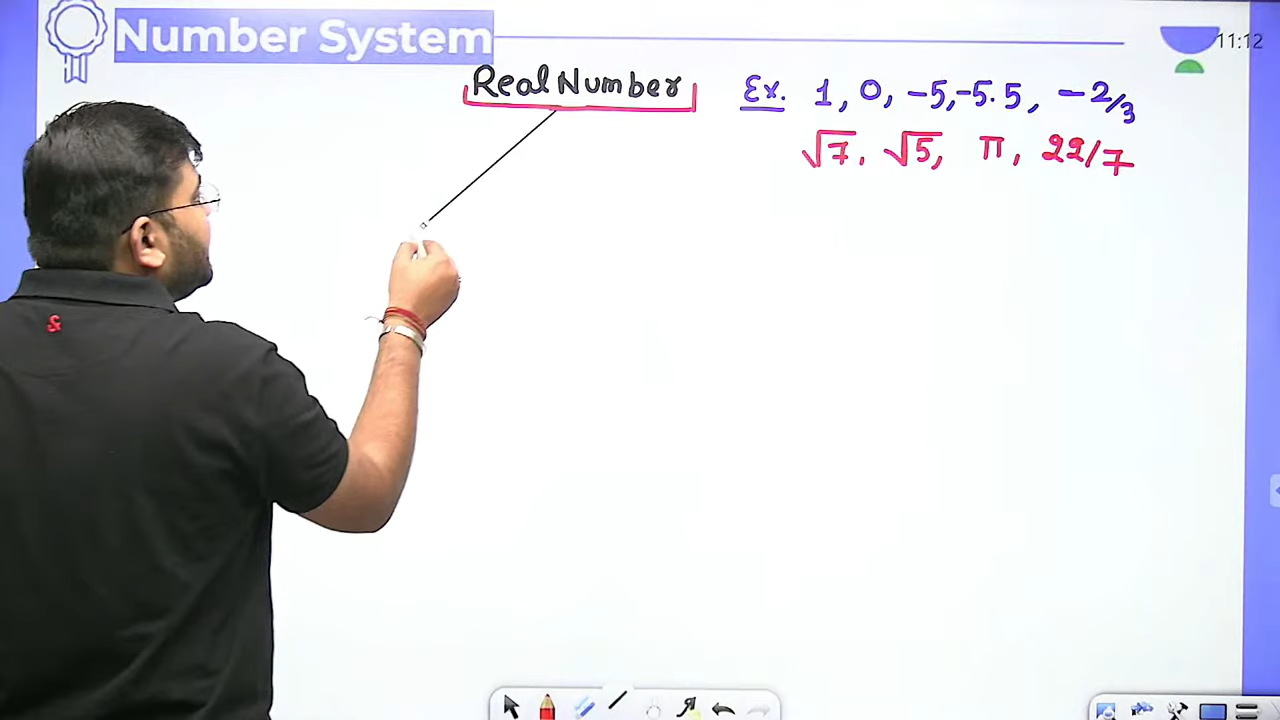 Number System
11:12
Real Number Ex. 1, 0, -5, -5.5, -2/3
√7, √5, π, 22/7